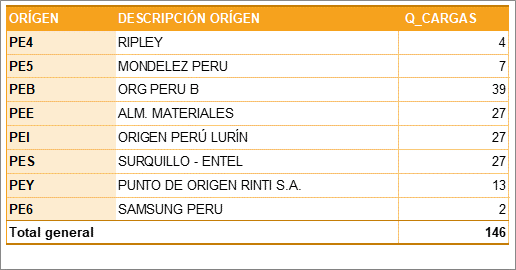 ORÍGEN DESCRIPCIÓN ORÍGEN Q_CARGAS
PE4 RIPLEY 4
PE5 MONDELEZ PERU 7
PEB ORG PERU B 39
PEE ALM. MATERIALES 27
PEI ORIGEN PERÚ LURÍN 27
PES SURQUILLO - ENTEL 27
PEY PUNTO DE ORIGEN RINTI S.A. 13
PE6 SAMSUNG PERU 2
Total general 146